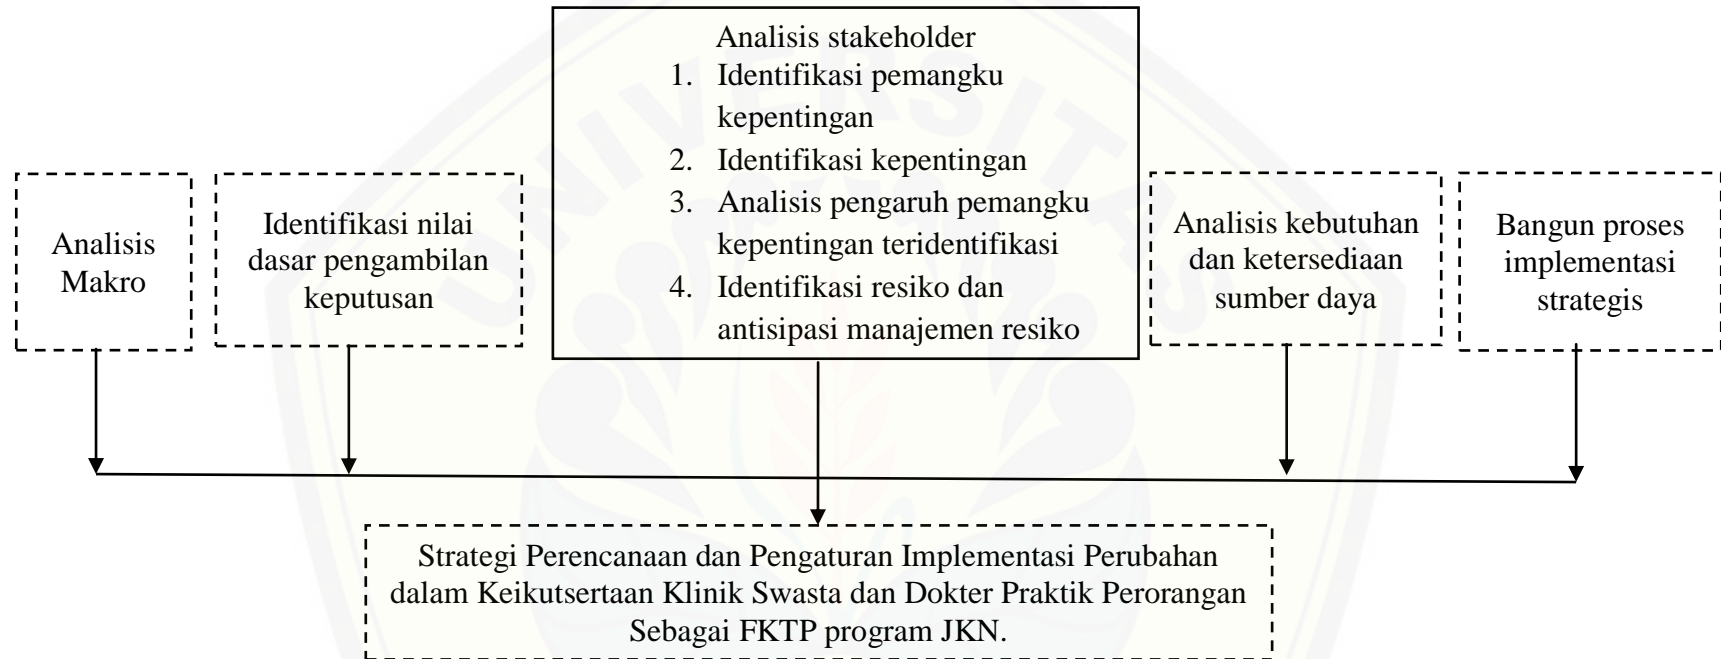 Analisis
Makro
Identifikasi nilai
dasar pengambilan
keputusan
Analisis stakeholder
1. Identifikasi pemangku
kepentingan
2. Identifikasi kepentingan
3. Analisis pengaruh pemangku
kepentingan teridentifikasi
4. Identifikasi resiko dan
antisipasi manajemen resiko
Analisis kebutuhan
dan ketersediaan
sumber daya
Bangun proses
implementasi
strategis
Strategi Perencanaan dan Pengaturan Implementasi Perubahan
dalam Keikutsertaan Klinik Swasta dan Dokter Praktik Perorangan
Sebagai FKTP program JKN.
UNIVERSITAS